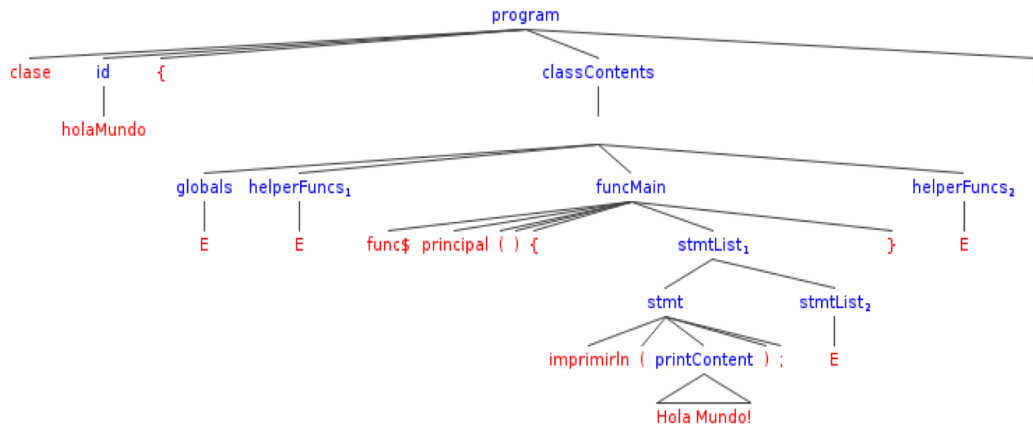 program
clase id { classContents
holaMundo
globals helperFuncs₁ funcMain helperFuncs₂
E E func$ principal ( ) { stmtList₁ } E
stmt stmtList₂
imprimirln ( printContent ) ; E
Hola Mundo!